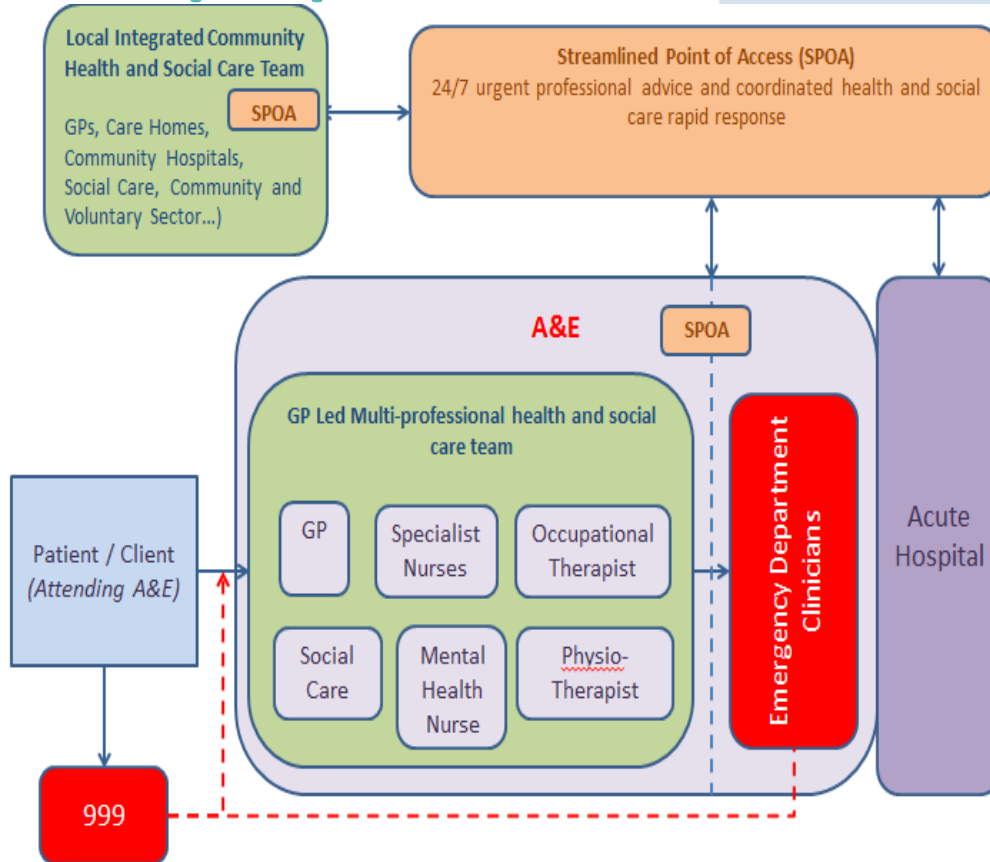 Local Integrated Community
Health and Social Care Team
SPOA
GPs, Care Homes,
Community Hospitals,
Social Care, Community and
Voluntary Sector...)
Streamlined Point of Access (SPOA)
24/7 urgent professional advice and coordinated health and social
care rapid response
A&E
SPOA
GP Led Multi-professional health and social
care team
GP
Specialist
Nurses
Occupational
Therapist
Social
Care
Mental
Health
Nurse
Physio-
Therapist
Emergency Department
Clinicians
Acute
Hospital
Patient / Client
(Attending A&E)
999